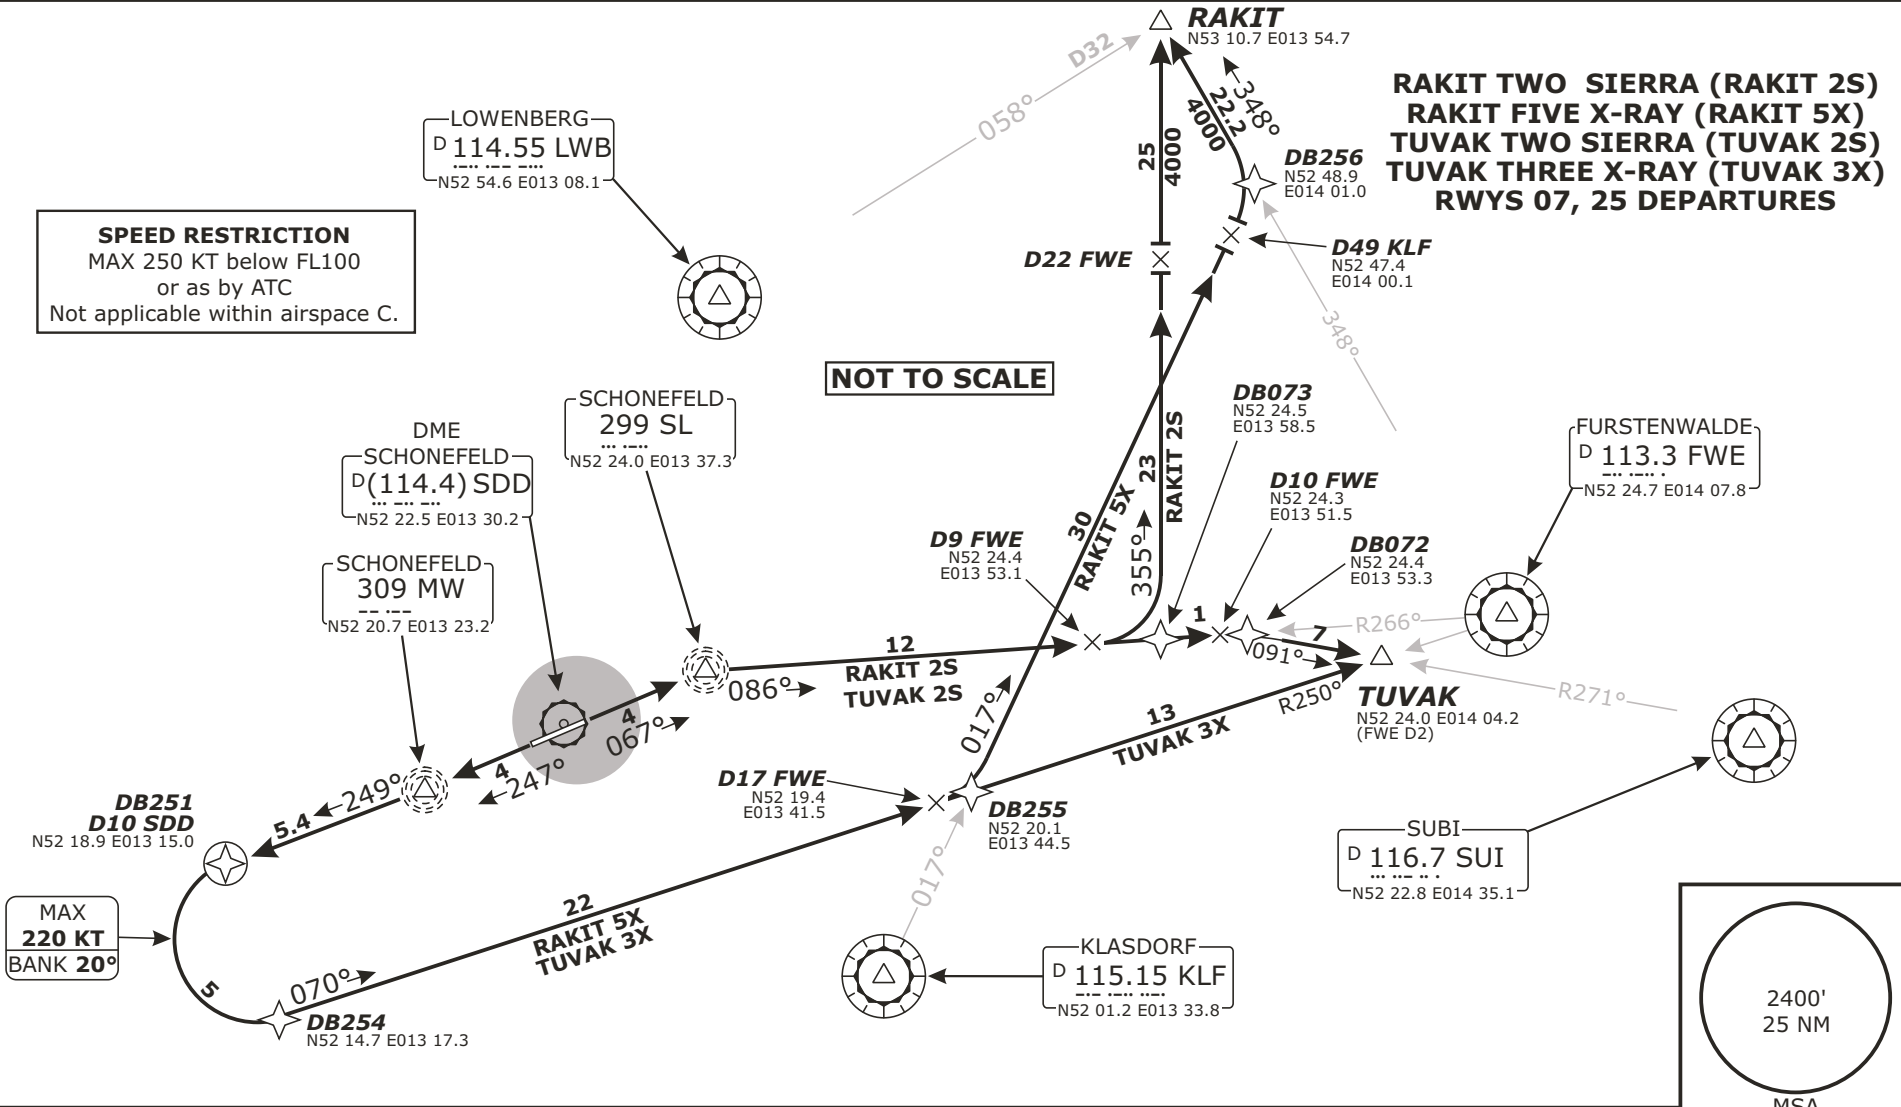 RAKIT
N53 10.7 E013 54.7
D32
058°
RAKIT TWO  SIERRA (RAKIT 2S)
RAKIT FIVE X-RAY (RAKIT 5X)
TUVAK TWO SIERRA (TUVAK 2S)
TUVAK THREE X-RAY (TUVAK 3X)
RWYS 07, 25 DEPARTURES
LOWENBERG
D 114.55 LWB
N52 54.6 E013 08.1
348°
22.2
4000
25
4000
DB256
N52 48.9
E014 01.0
SPEED RESTRICTION
MAX 250 KT below FL100
or as by ATC
Not applicable within airspace C.
D22 FWE
D49 KLF
N52 47.4
E014 00.1
348°
NOT TO SCALE
SCHONEFELD
299 SL
N52 24.0 E013 37.3
DME
SCHONEFELD
D(114.4) SDD
N52 22.5 E013 30.2
SCHONEFELD
309 MW
N52 20.7 E013 23.2
DB073
N52 24.5
E013 58.5
FURSTENWALDE
D 113.3 FWE
N52 24.7 E014 07.8
23
RAKIT 2S
30
RAKIT 5X
355°
D10 FWE
N52 24.3
E013 51.5
D9 FWE
N52 24.4
E013 53.1
DB072
N52 24.4
E013 53.3
12
RAKIT 2S
TUVAK 2S
086°
1
R266°
7
091°
4
067°
4
247°
249°
5.4
017°
13
TUVAK 3X
R250°
TUVAK
N52 24.0 E014 04.2
(FWE D2)
R271°
DB251
D10 SDD
N52 18.9 E013 15.0
D17 FWE
N52 19.4
E013 41.5
DB255
N52 20.1
E013 44.5
SUBI
D 116.7 SUI
N52 22.8 E014 35.1
MAX
220 KT
BANK 20°
22
RAKIT 5X
TUVAK 3X
017°
5
070°
DB254
N52 14.7 E013 17.3
KLASDORF
D 115.15 KLF
N52 01.2 E013 33.8
2400'
25 NM
MSA